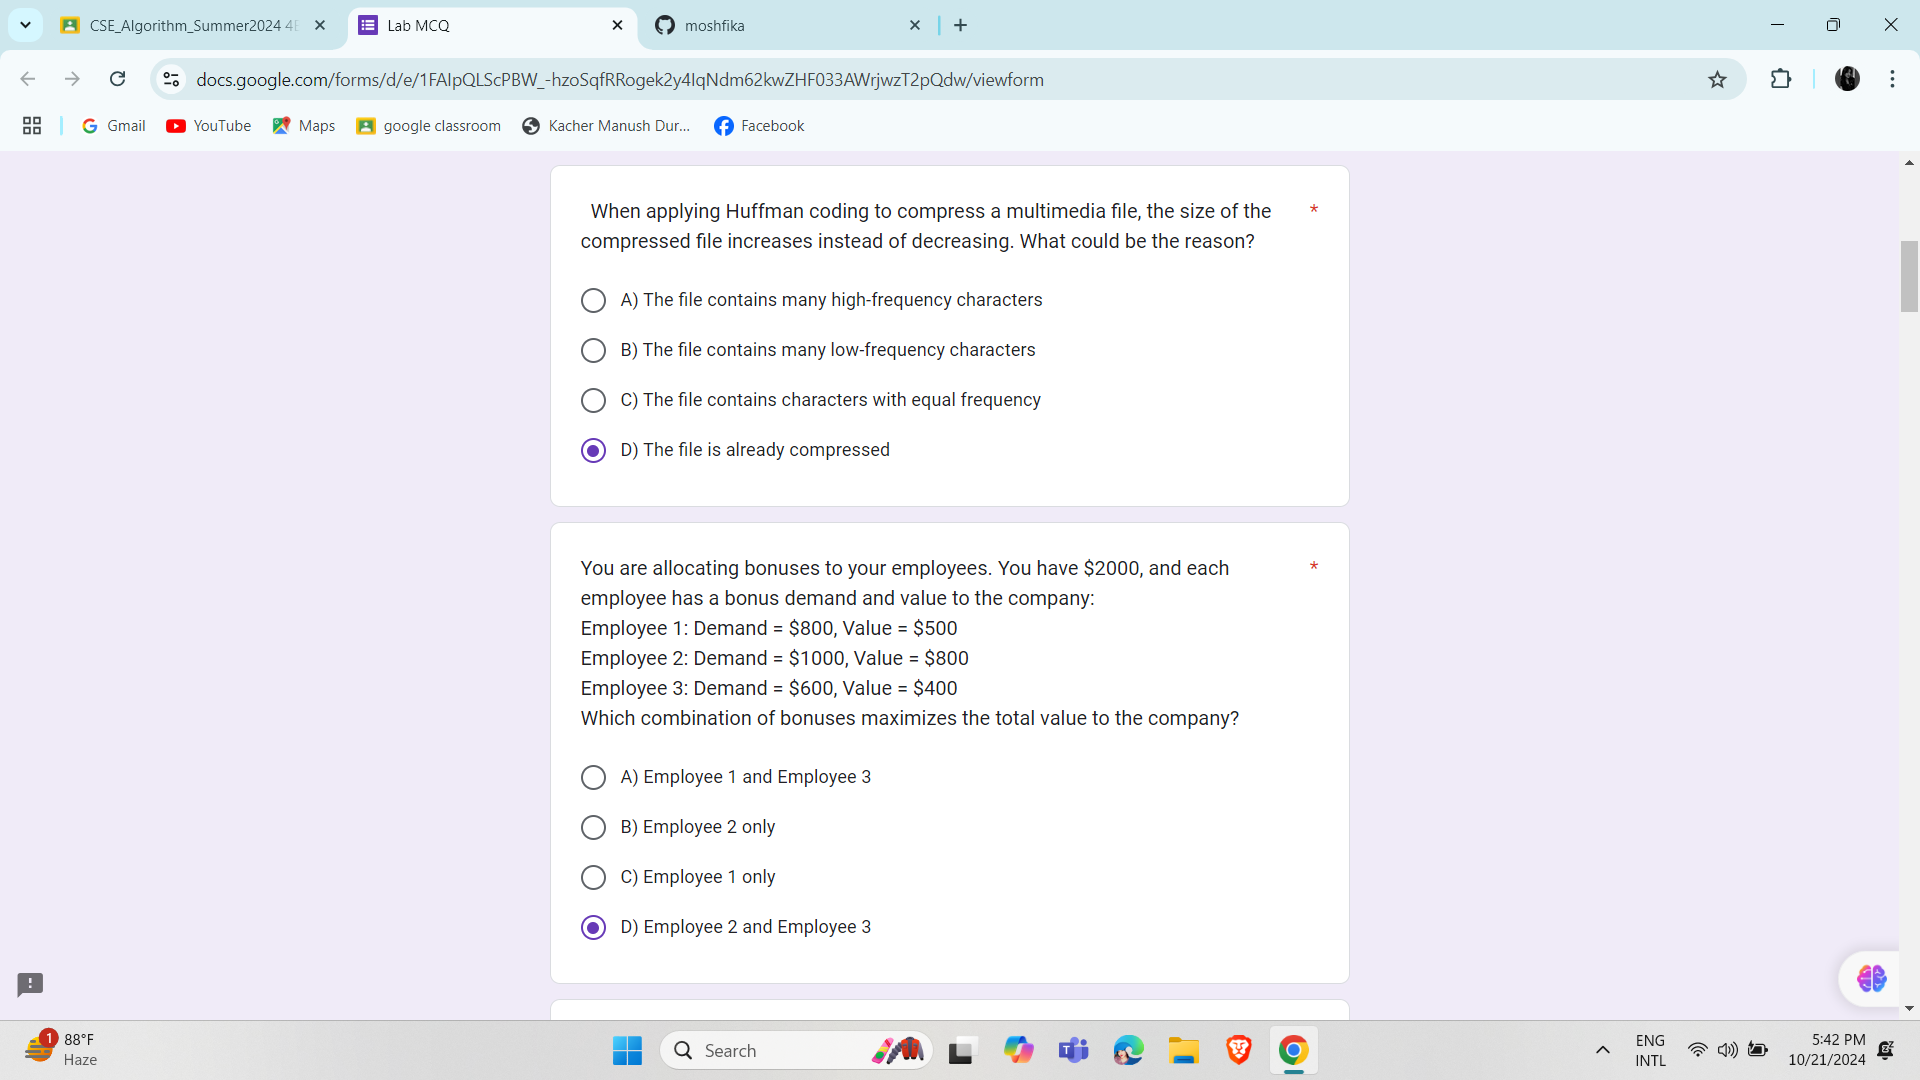 CSE_Algorithm_Summer2024 4E
Lab MCQ
moshfika
docs.google.com/forms/d/e/1FAIpQLScPBW_-hzoSqfRRogek2y4IqNdm62kwZHF033AWrjwzT2pQdw/viewform
Gmail
YouTube
Maps
google classroom
Kacher Manush Dur...
Facebook
When applying Huffman coding to compress a multimedia file, the size of the *
compressed file increases instead of decreasing. What could be the reason?
A) The file contains many high-frequency characters
B) The file contains many low-frequency characters
C) The file contains characters with equal frequency
D) The file is already compressed
You are allocating bonuses to your employees. You have $2000, and each *
employee has a bonus demand and value to the company:
Employee 1: Demand = $800, Value = $500
Employee 2: Demand = $1000, Value = $800
Employee 3: Demand = $600, Value = $400
Which combination of bonuses maximizes the total value to the company?
A) Employee 1 and Employee 3
B) Employee 2 only
C) Employee 1 only
D) Employee 2 and Employee 3
1
88°F
Haze
Search
ENG
INTL
5:42 PM
10/21/2024